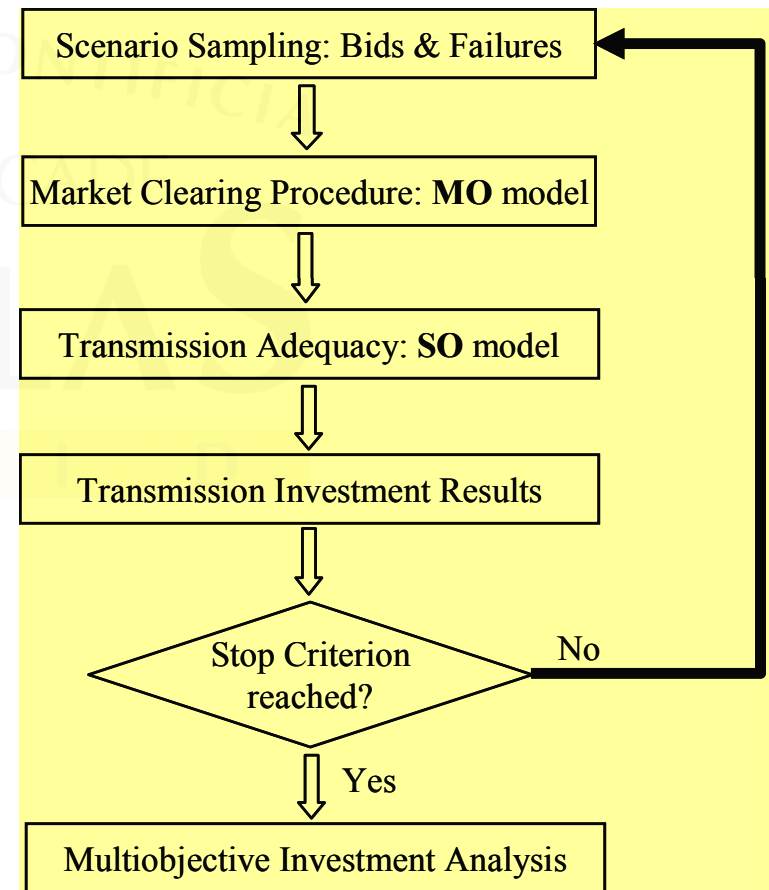 Scenario Sampling: Bids & Failures
Market Clearing Procedure: MO model
Transmission Adequacy: SO model
Transmission Investment Results
Stop Criterion
reached?
No
Yes
Multiobjective Investment Analysis